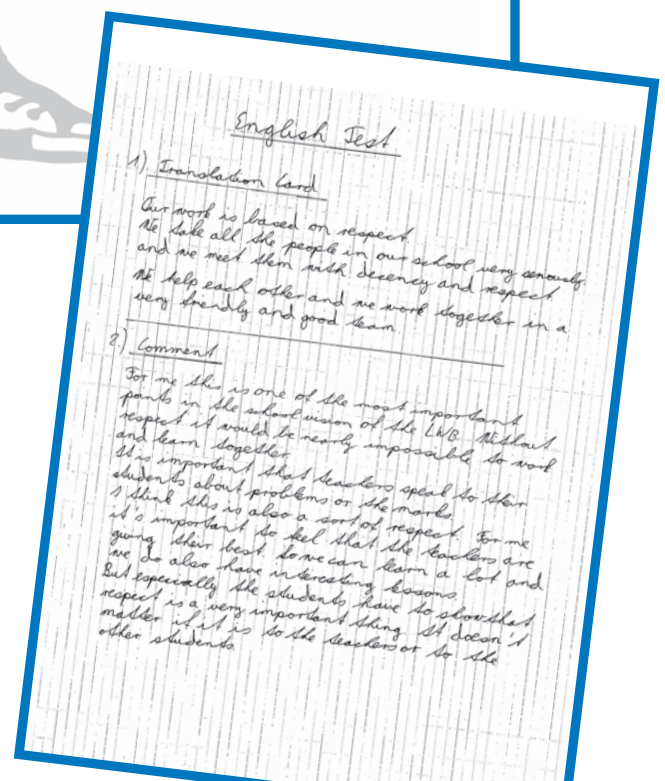 English Test
1) Translation Card
Our work is based on respect.
We take all the people in our school very seriously
and we meet them with decency and respect.
We help each other and we work together in a
very friendly and good team.
2.) Comment
For me this is one of the most important
points in the school vision of the LWB. Without
respect it would be nearly impossible to work
and learn together.
It is important that teachers speak to their
students about problems or the marks.
I think this is also a sort of respect. For me
it's important to feel that the teachers are
giving their best so we can learn a lot and
we do also have interesting lessons.
But especially the students have to show that
respect is a very important thing. It doesn't
matter if it is to the teachers or to the
other students.